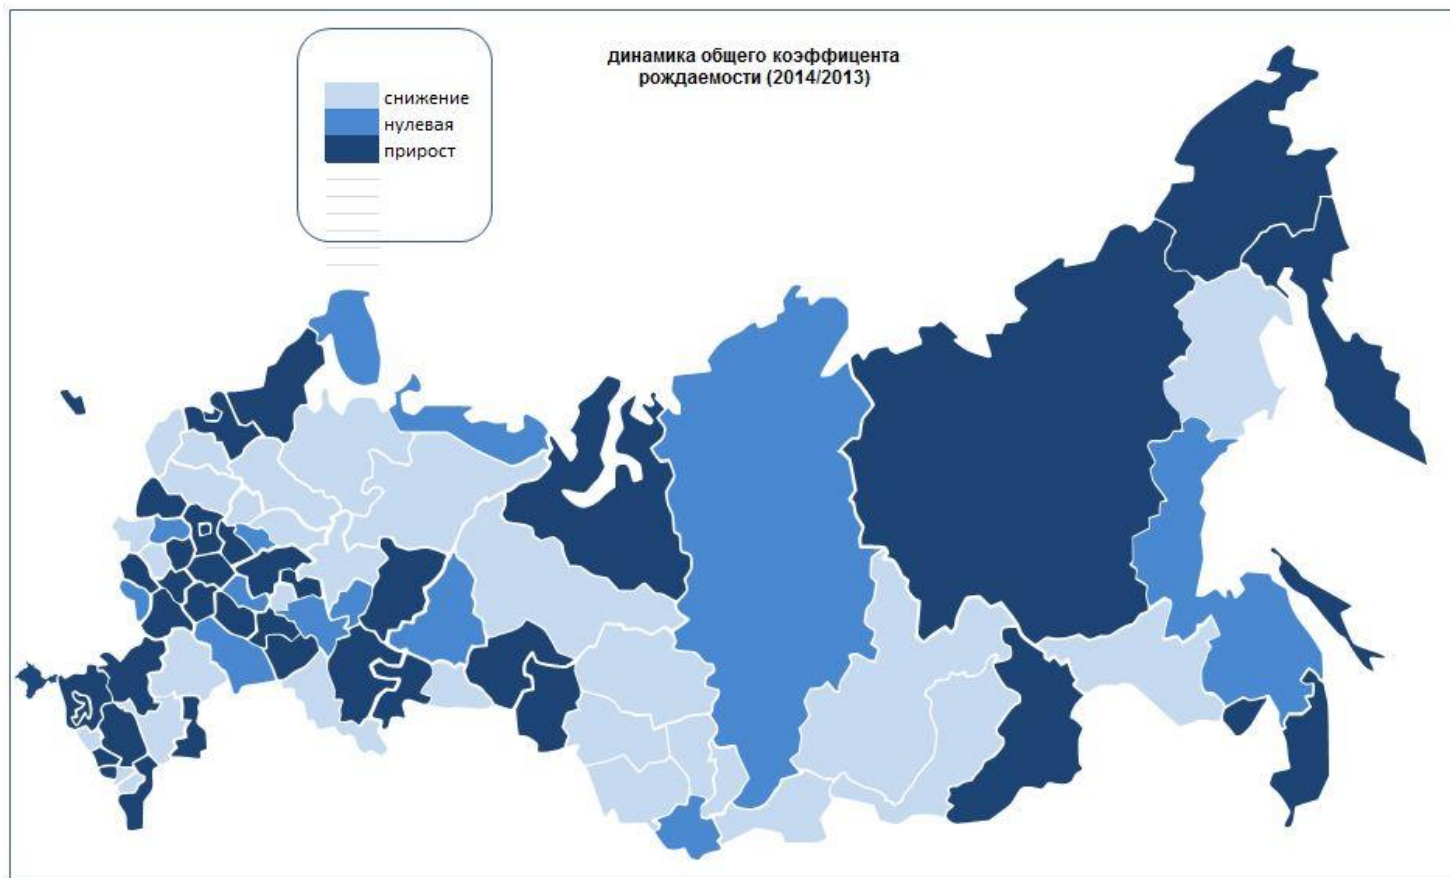 динамика общего коэффицента
рождаемости (2014/2013)
снижение
нулевая
прирост